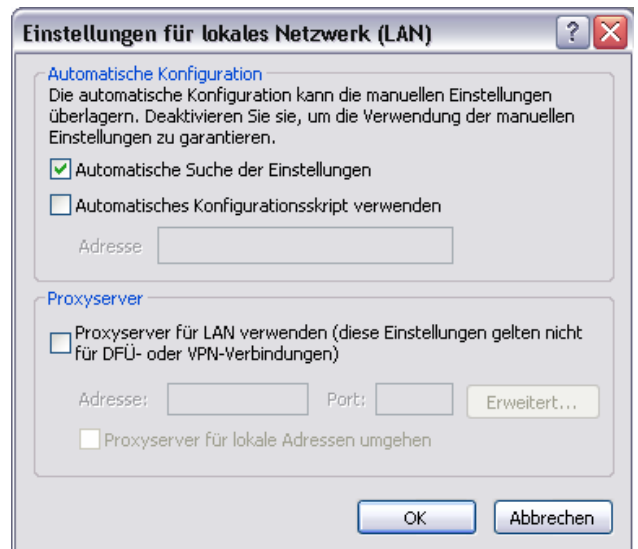 Einstellungen für lokales Netzwerk (LAN)
Automatische Konfiguration
Die automatische Konfiguration kann die manuellen Einstellungen
überlagern. Deaktivieren Sie sie, um die Verwendung der manuellen
Einstellungen zu garantieren.
Automatische Suche der Einstellungen
Automatisches Konfigurationsskript verwenden
Adresse
Proxyserver
Proxyserver für LAN verwenden (diese Einstellungen gelten nicht
für DFÜ- oder VPN-Verbindungen)
Adresse: Port: Erweitert...
Proxyserver für lokale Adressen umgehen
OK Abbrechen